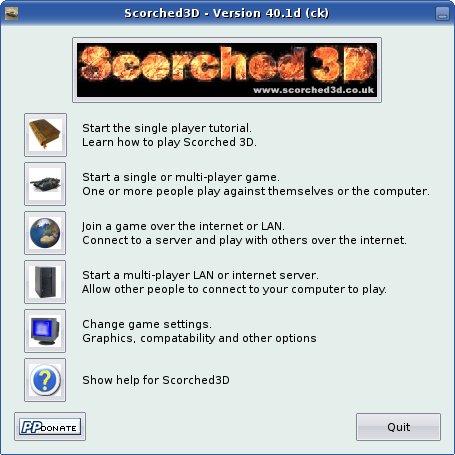 Scorched3D - Version 40.1d (ck)
Scorched 3D
www.scorched3d.co.uk
Start the single player tutorial.
Learn how to play Scorched 3D.
Start a single or multi-player game.
One or more people play against themselves or the computer.
Join a game over the internet or LAN.
Connect to a server and play with others over the internet.
Start a multi-player LAN or internet server.
Allow other people to connect to your computer to play.
Change game settings.
Graphics, compatability and other options
Show help for Scorched3D
PP DONATE
Quit